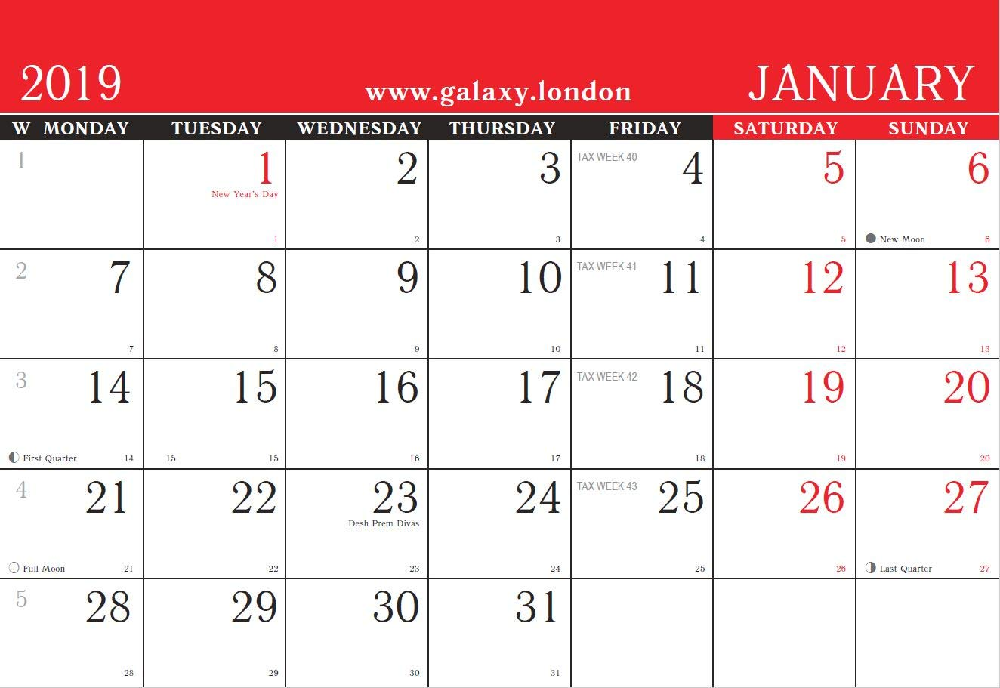 2019 www.galaxy.london JANUARY
W MONDAY TUESDAY WEDNESDAY THURSDAY FRIDAY SATURDAY SUNDAY
1 1 2 3 TAX WEEK 40 4 5 6
New Year's Day
1 2 3 4 5 New Moon 6
2 7 8 9 10 TAX WEEK 41 11 12 13
7 8 9 10 11 12 13
3 14 15 16 17 TAX WEEK 42 18 19 20
First Quarter 14 15 15 16 17 18 19 20
4 21 22 23 24 TAX WEEK 43 25 26 27
Desh Prem Divas
Full Moon 21 22 23 24 25 26 Last Quarter 27
5 28 29 30 31
28 29 30 31